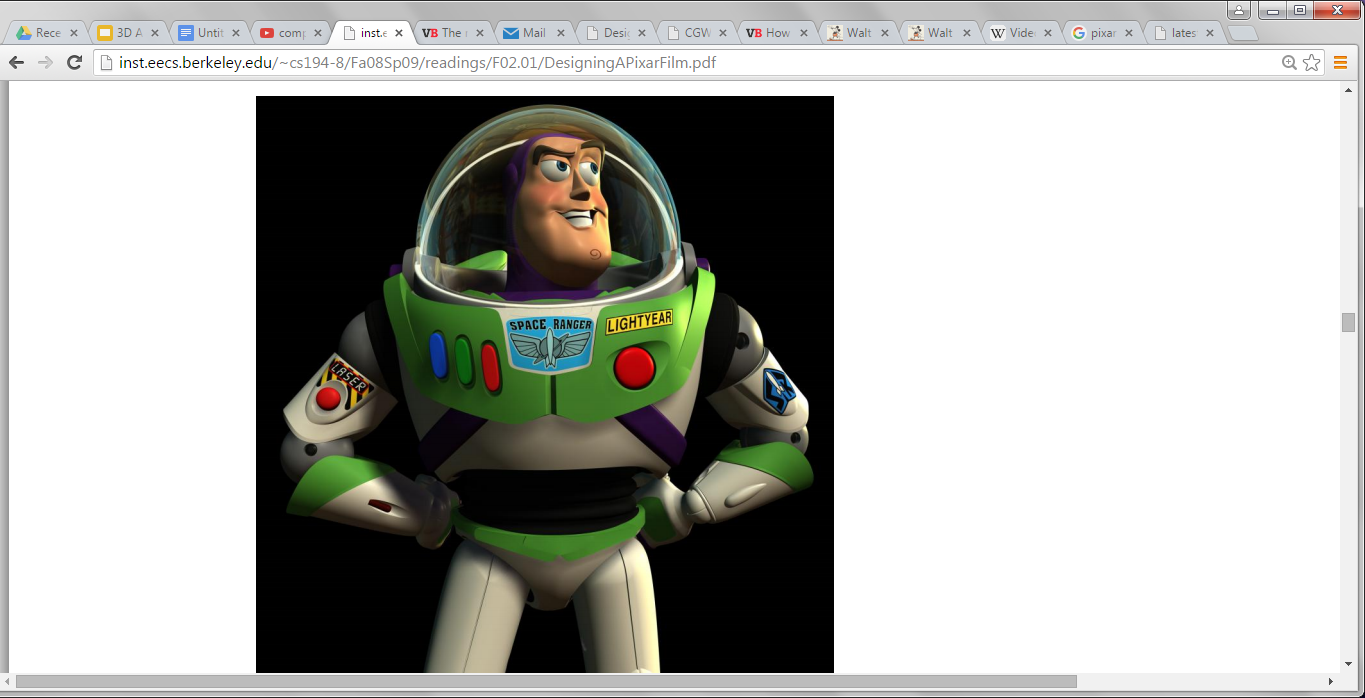 Rece
3D A
Untit
comp
inst.e
VB The r
Mail
Desig
CGW
VB How
Walt
Walt
W Vide
G pixar
lates
inst.eecs.berkeley.edu/~cs194-8/Fa08Sp09/readings/F02.01/DesigningAPixarFilm.pdf
SPACE RANGER
LIGHTYEAR
LASER